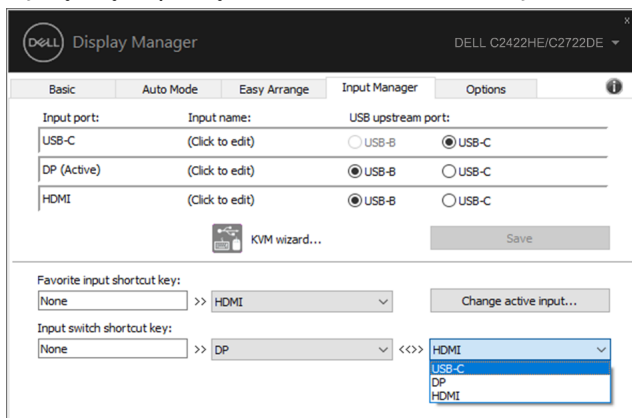 DELL Display Manager DELL C2422HE/C2722DE
x
Basic Auto Mode Easy Arrange Input Manager Options i
Input port: Input name: USB upstream port:
USB-C (Click to edit) USB-B USB-C
DP (Active) (Click to edit) USB-B USB-C
HDMI (Click to edit) USB-B USB-C
KVM wizard... Save
Favorite input shortcut key:
None >> HDMI Change active input...
Input switch shortcut key:
None >> DP <<>> HDMI
USB-C
DP
HDMI